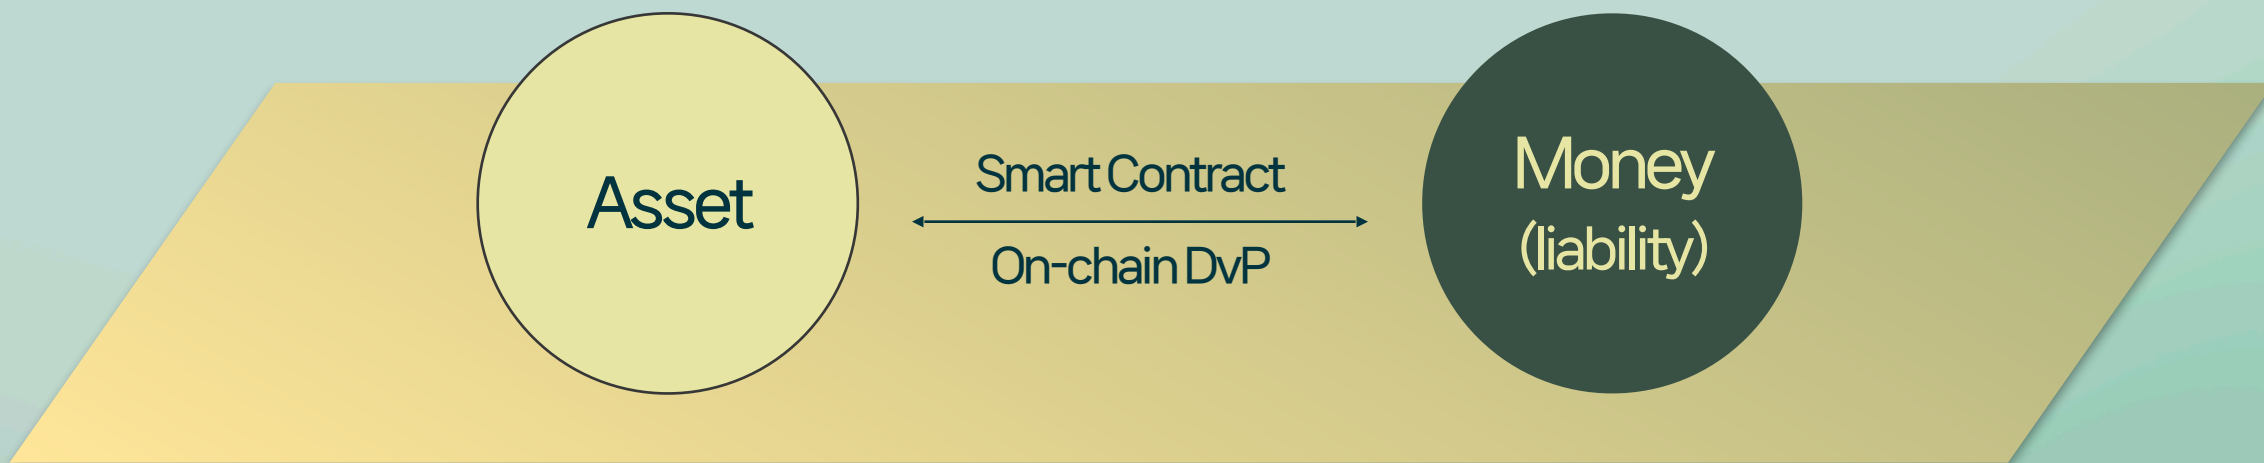 Asset
Smart Contract
On-chain DvP
Money
(liability)